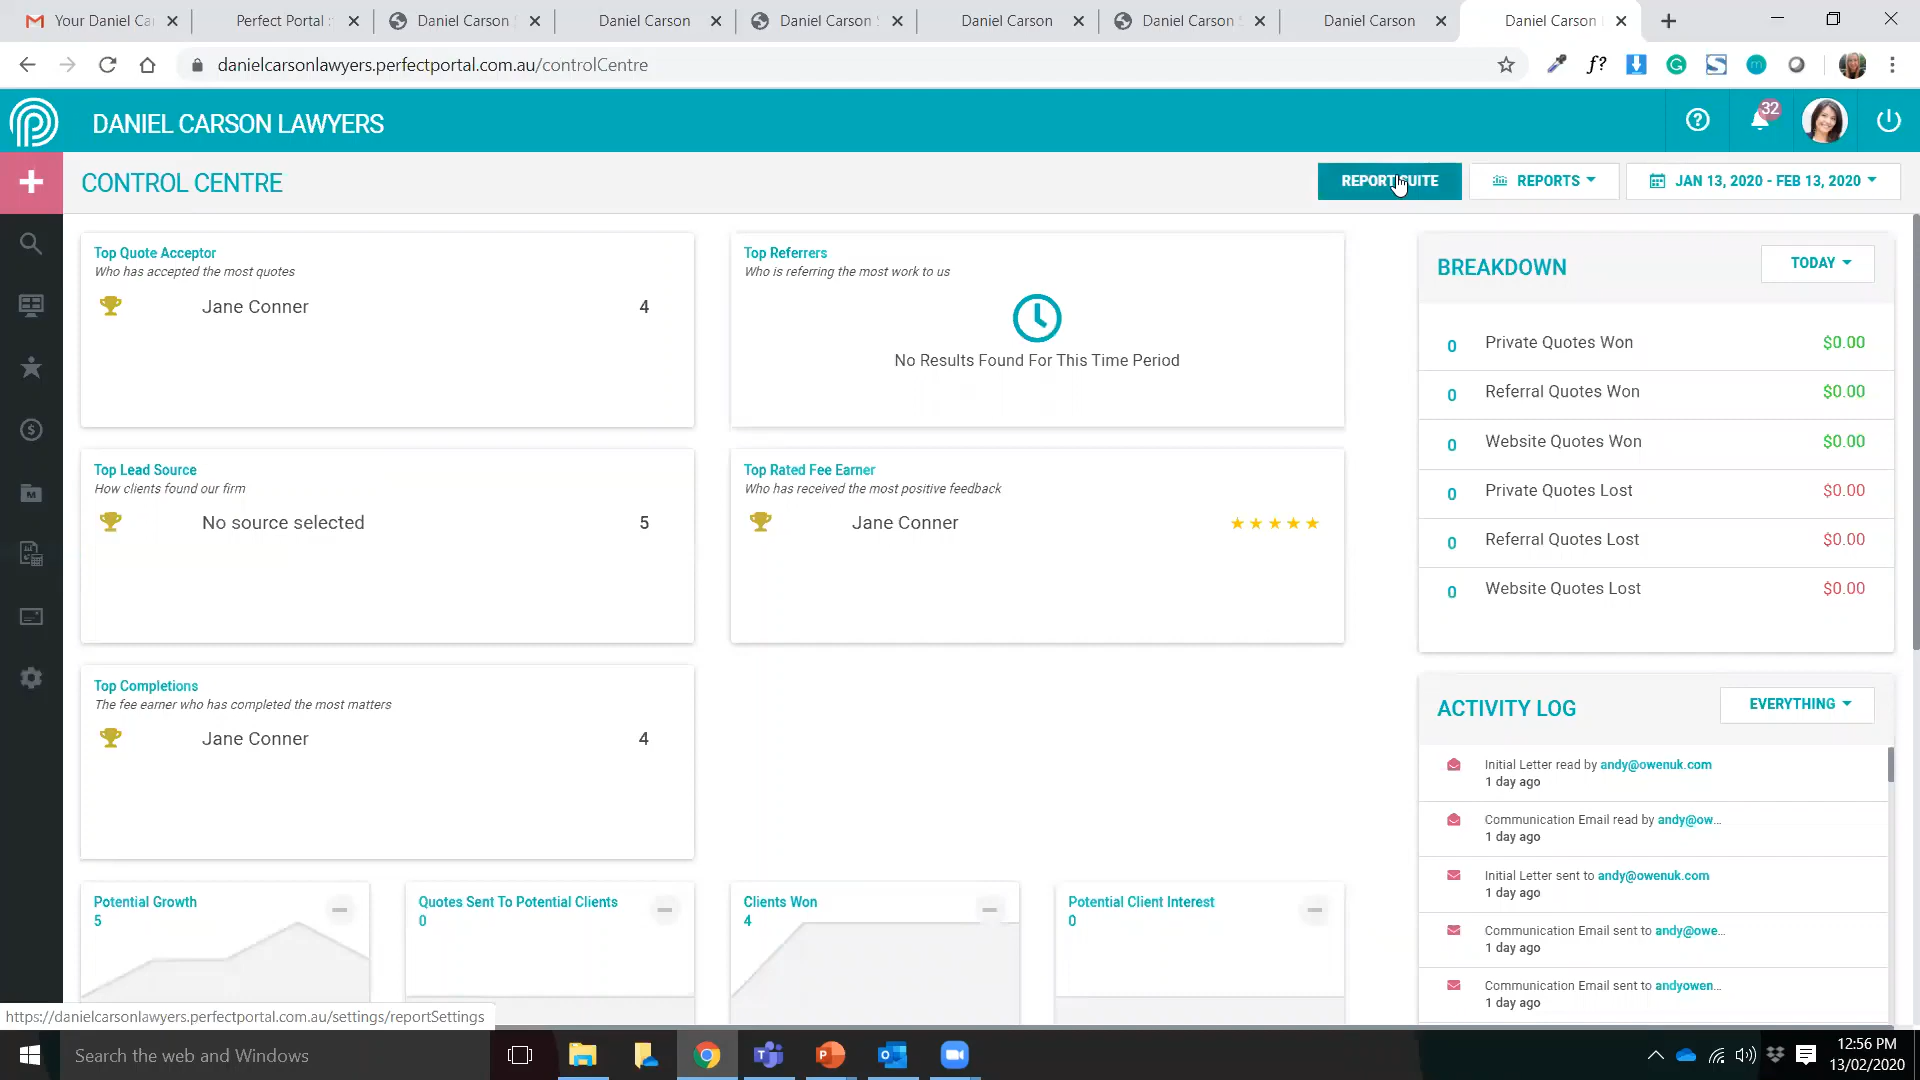 Your Daniel Ca
Perfect Portal :
Daniel Carson
Daniel Carson
Daniel Carson
Daniel Carson
Daniel Carson
Daniel Carson
Daniel Carson
danielcarsonlawyers.perfectportal.com.au/controlCentre
f?
DANIEL CARSON LAWYERS
32
CONTROL CENTRE
REPORT SUITE
REPORTS
JAN 13, 2020 - FEB 13, 2020
Top Quote Acceptor
Who has accepted the most quotes
Jane Conner 4
Top Referrers
Who is referring the most work to us
No Results Found For This Time Period
Top Lead Source
How clients found our firm
No source selected 5
Top Rated Fee Earner
Who has received the most positive feedback
Jane Conner
Top Completions
The fee earner who has completed the most matters
Jane Conner 4
Potential Growth
5
Quotes Sent To Potential Clients
0
Clients Won
4
Potential Client Interest
0
BREAKDOWN
TODAY
0 Private Quotes Won $0.00
0 Referral Quotes Won $0.00
0 Website Quotes Won $0.00
0 Private Quotes Lost $0.00
0 Referral Quotes Lost $0.00
0 Website Quotes Lost $0.00
ACTIVITY LOG
EVERYTHING
Initial Letter read by andy@owenuk.com
1 day ago
Communication Email read by andy@ow...
1 day ago
Initial Letter sent to andy@owenuk.com
1 day ago
Communication Email sent to andy@owe...
1 day ago
Communication Email sent to andyowen...
1 day ago
https://danielcarsonlawyers.perfectportal.com.au/settings/reportSettings
Search the web and Windows
12:56 PM
13/02/2020